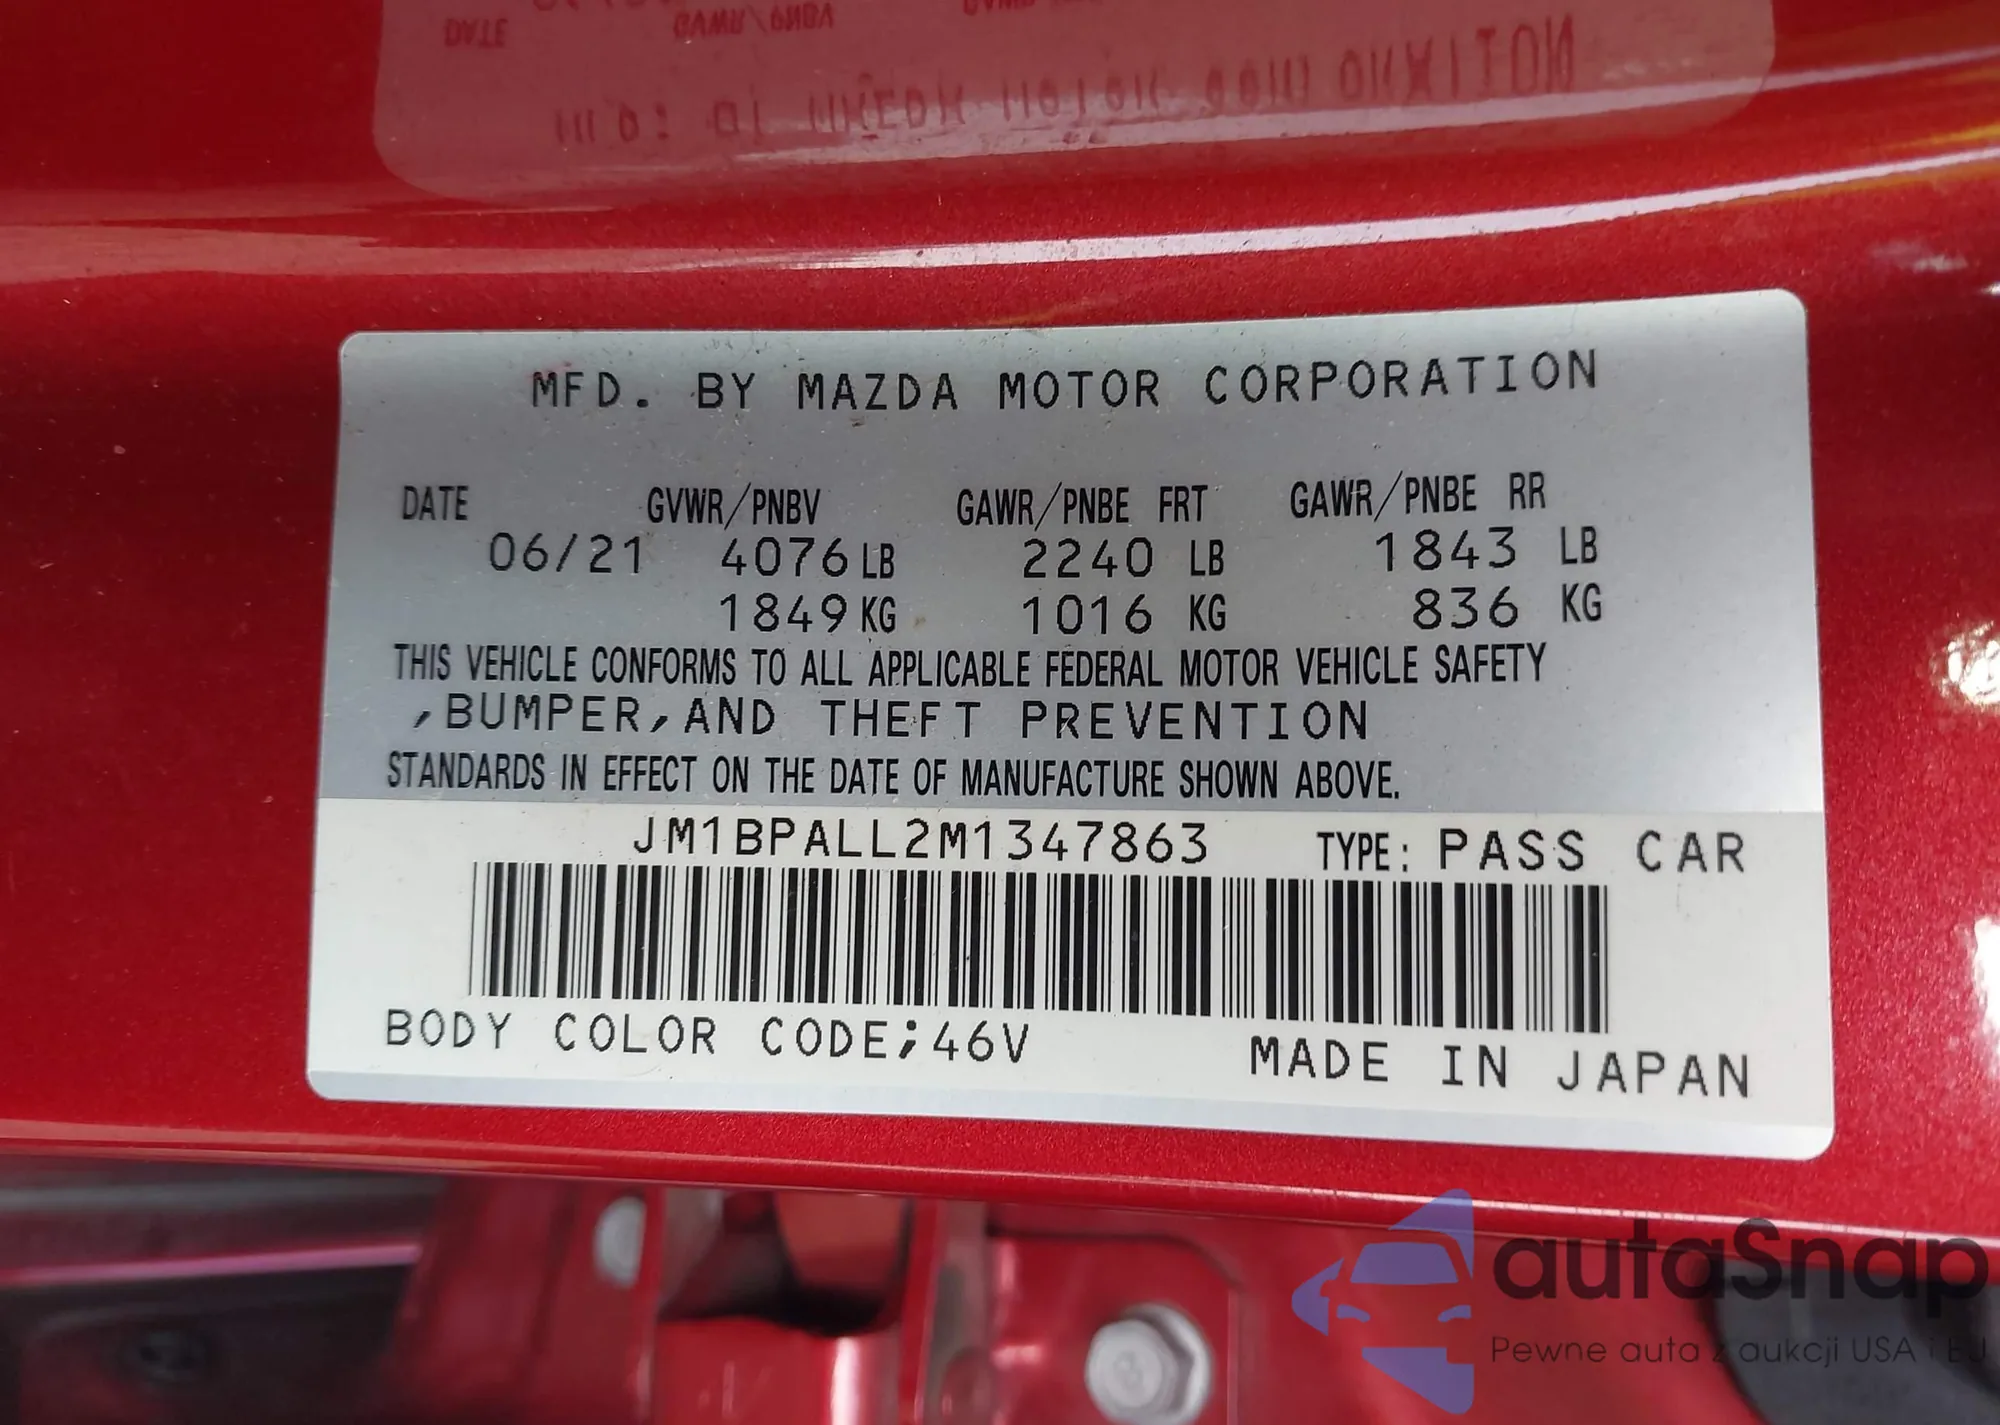 MFD. BY MAZDA MOTOR CORPORATION
DATE GVWR/PNBV GAWR/PNBE FRT GAWR/PNBE RR
06/21 4076 LB 2240 LB 1843 LB
1849 KG 1016 KG 836 KG
THIS VEHICLE CONFORMS TO ALL APPLICABLE FEDERAL MOTOR VEHICLE SAFETY
,BUMPER,AND THEFT PREVENTION
STANDARDS IN EFFECT ON THE DATE OF MANUFACTURE SHOWN ABOVE.
JM1BPALL2M1347863 TYPE: PASS CAR
BODY COLOR CODE;46V
MADE IN JAPAN
autaSnap
Pewne auta z aukcji USA i EU